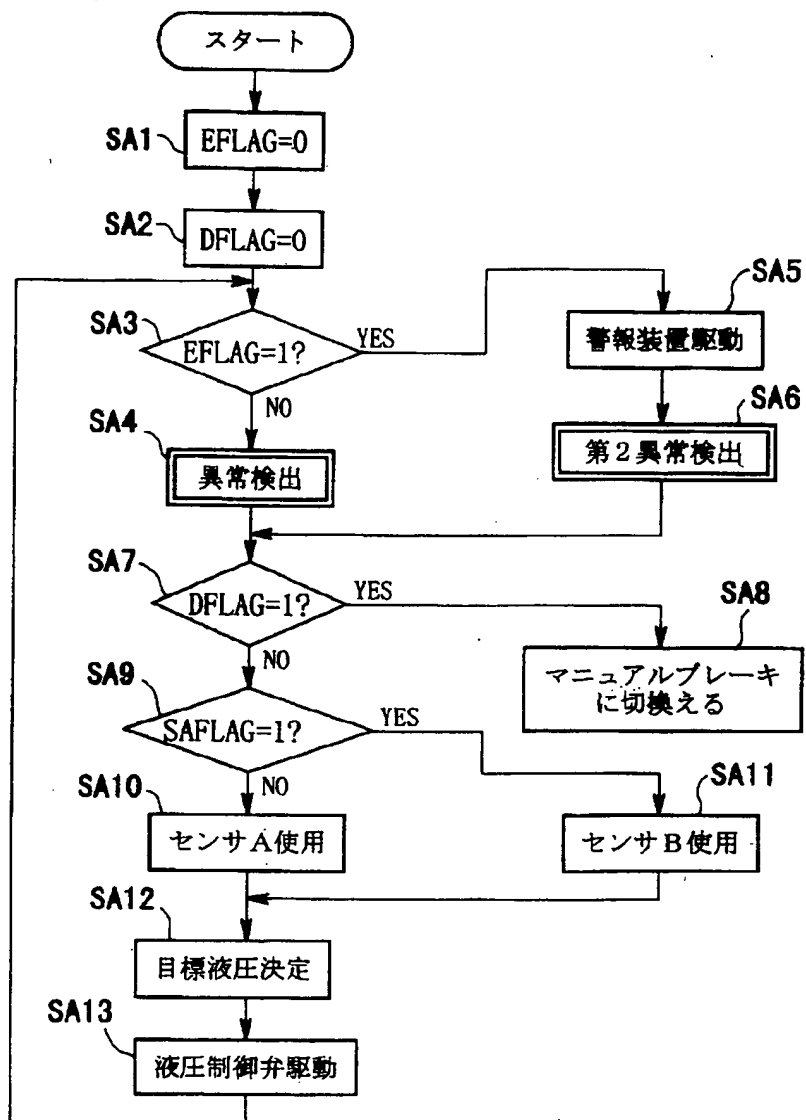 スタート
SA1
EFLAG=0
SA2
DFLAG=0
SA3
EFLAG=1?
YES
NO
SA5
警報装置駆動
SA4
異常検出
SA6
第2異常検出
SA7
DFLAG=1?
YES
NO
SA8
マニュアルブレーキ
に切換える
SA9
SAFLAG=1?
YES
NO
SA10
センサA使用
SA11
センサB使用
SA12
目標液圧決定
SA13
液圧制御弁駆動